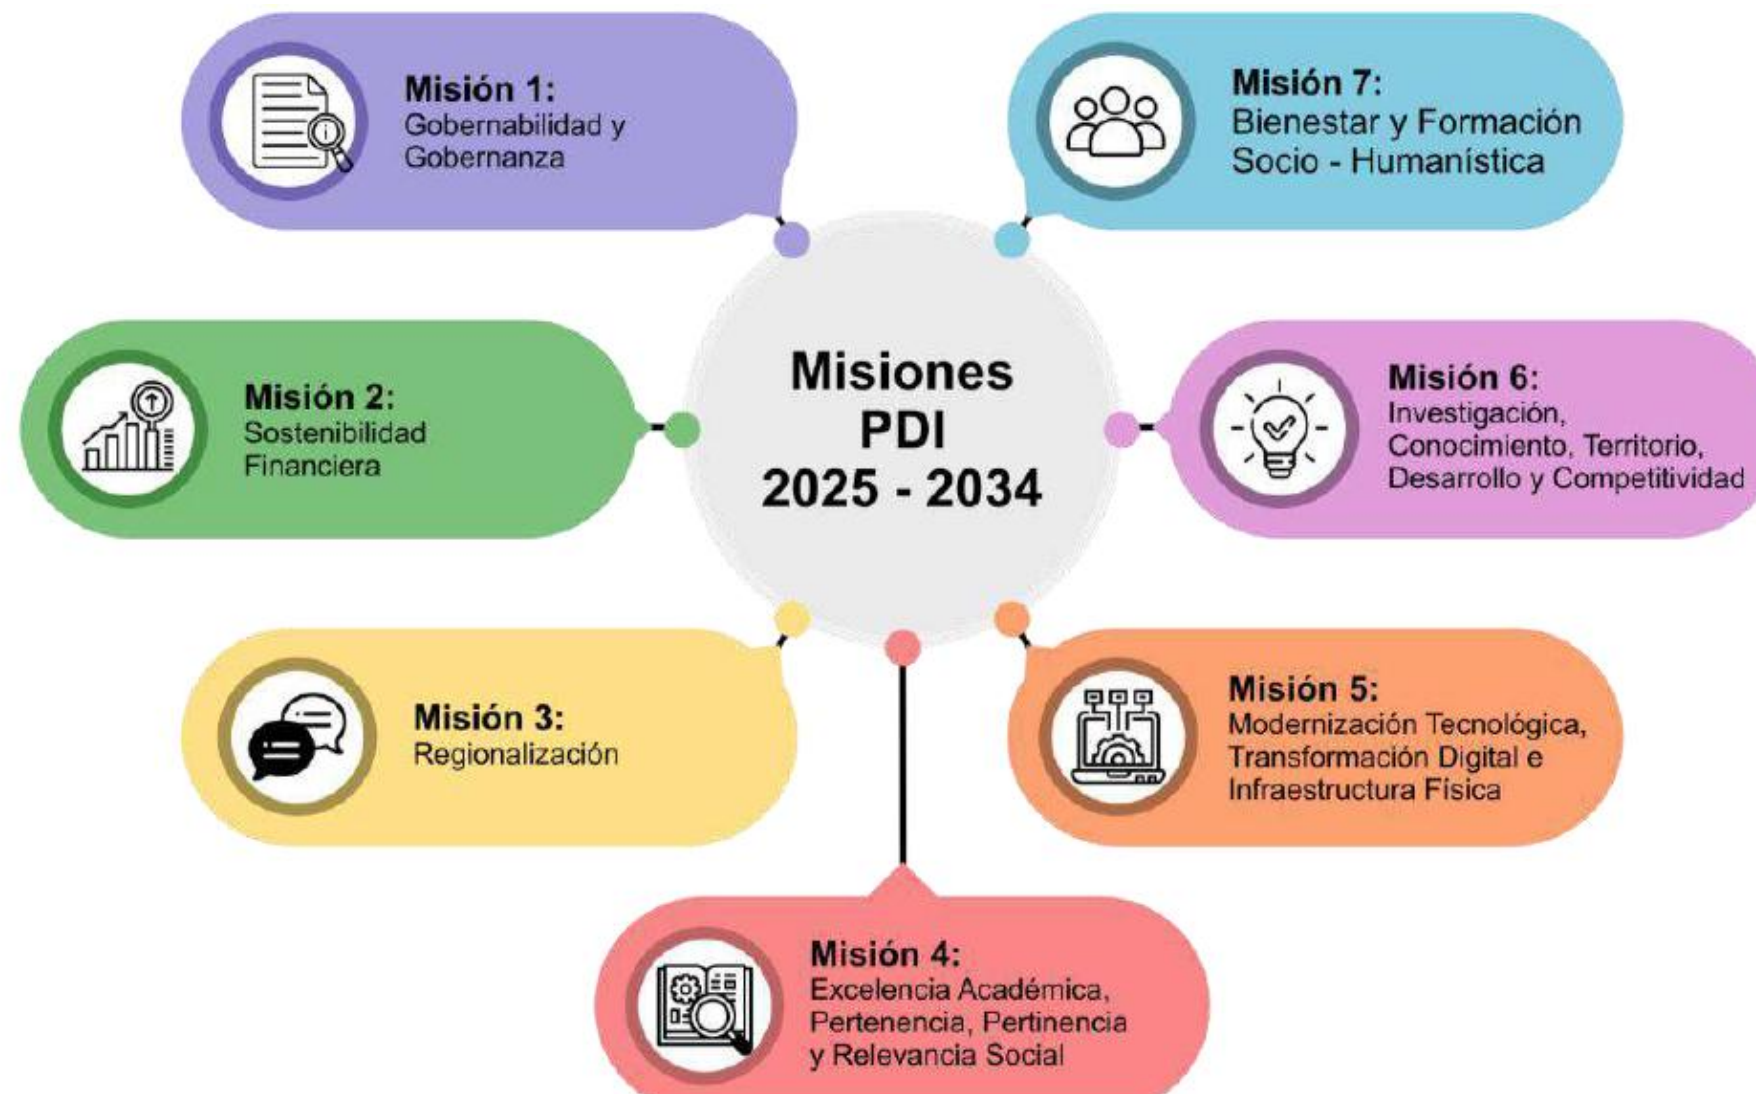 Misión 1:
Gobernabilidad y
Gobernanza
Misión 7:
Bienestar y Formación
Socio - Humanística
Misión 2:
Sostenibilidad
Financiera
Misiones
PDI
2025 - 2034
Misión 6:
Investigación,
Conocimiento, Territorio,
Desarrollo y Competitividad
Misión 3:
Regionalización
Misión 5:
Modernización Tecnológica,
Transformación Digital e
Infraestructura Física
Misión 4:
Excelencia Académica,
Pertenencia, Pertinencia
y Relevancia Social